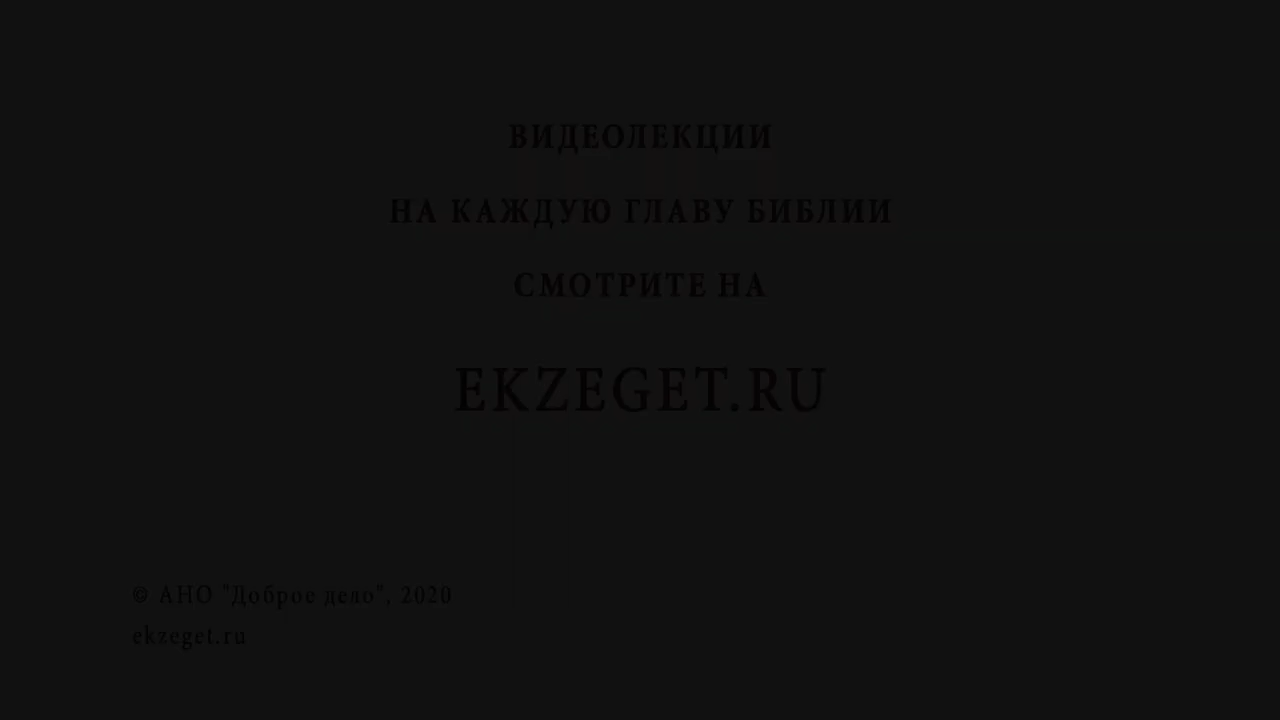 ВИДЕОЛЕКЦИИ
НА КАЖДУЮ ГЛАВУ БИБЛИИ
СМОТРИТЕ НА
EKZEGET.RU
© АНО "Доброе дело", 2020
ekzeget.ru